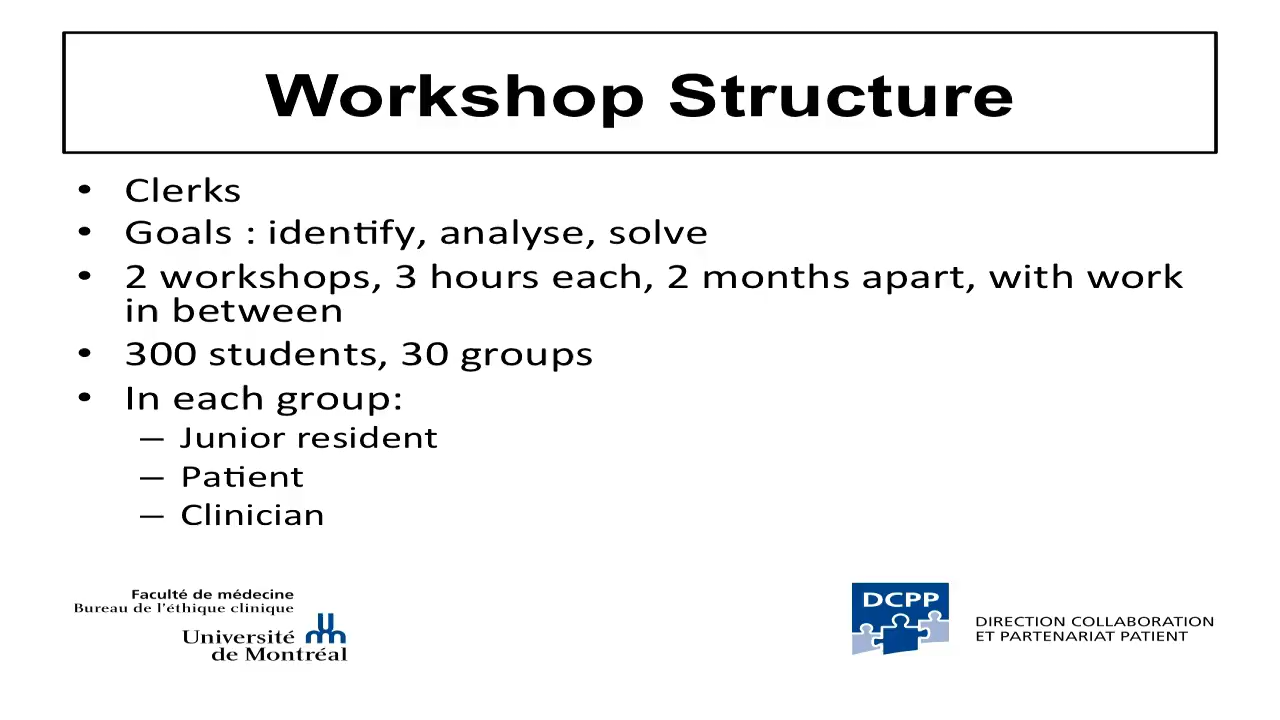 Workshop Structure
• Clerks
• Goals : identify, analyse, solve
• 2 workshops, 3 hours each, 2 months apart, with work
in between
• 300 students, 30 groups
• In each group:
– Junior resident
– Patient
– Clinician
Faculté de médecine
Bureau de l'éthique clinique
Université
de Montréal
DCPP
DIRECTION COLLABORATION
ET PARTENARIAT PATIENT